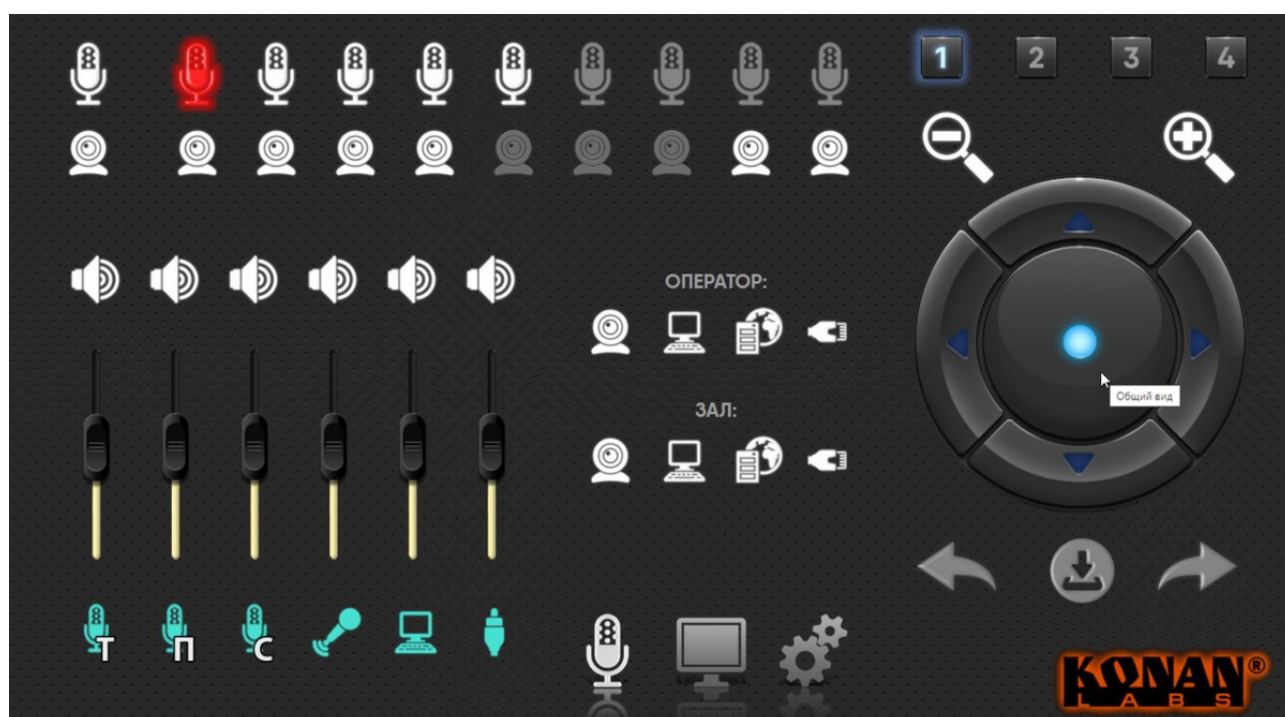 1 2 3 4
ОПЕРАТОР:
Общий вид
ЗАЛ:
Т П С
KONAN®
LABS